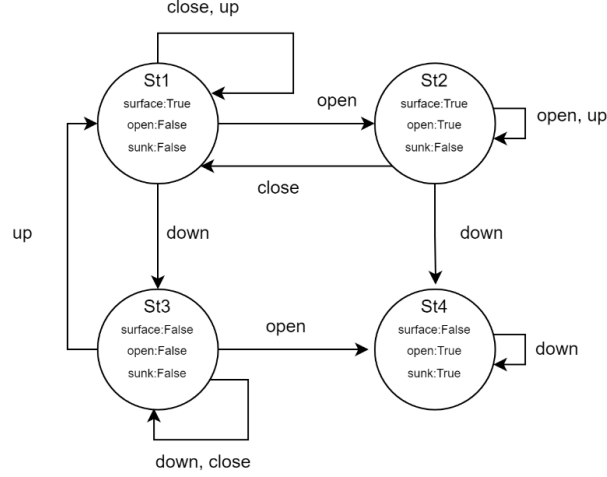 close, up
St1
surface:True
open:False
sunk:False
open
St2
surface:True
open:True
sunk:False
open, up
close
up
down
down
St3
surface:False
open:False
sunk:False
open
St4
surface:False
open:True
sunk:True
down
down, close